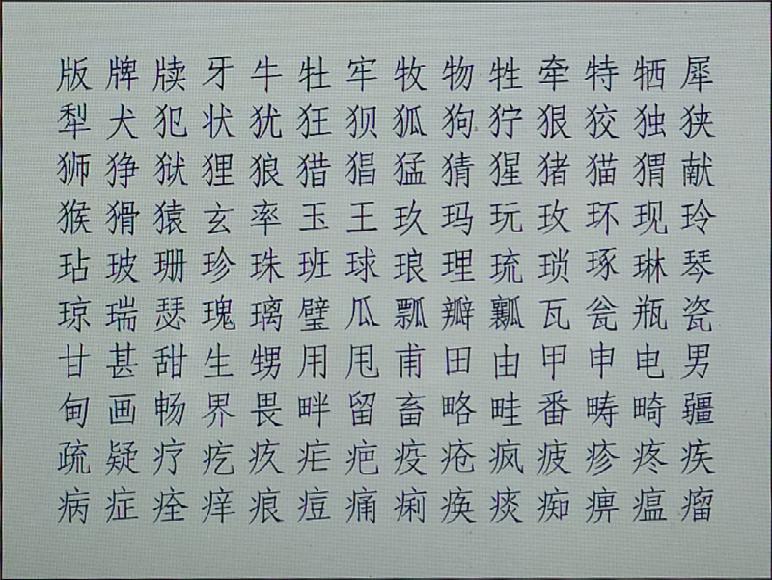 版牌牍牙牛牡牢牧物牲牵特牺犀
犁犬犯状犹狂狈狐狗狞狠狡独狭
狮狰狱狸狼猎猖猛猜猩猪猫猬献
猴猾猿玄率玉王玖玛玩玫环现玲
玷玻珊珍珠班球琅理琉琐琢琳琴
琼瑞瑟瑰璃璧瓜瓢瓣瓤瓦瓮瓶瓷
甘甚甜生甥用甩甫田由甲申电男
甸画畅界畏畔留畜略畦番畴畸疆
疏疑疗疙疚疟疤疫疮疯疲疹疼疾
病症痊痒痕痘痛痢痪痰痴痹瘟瘤